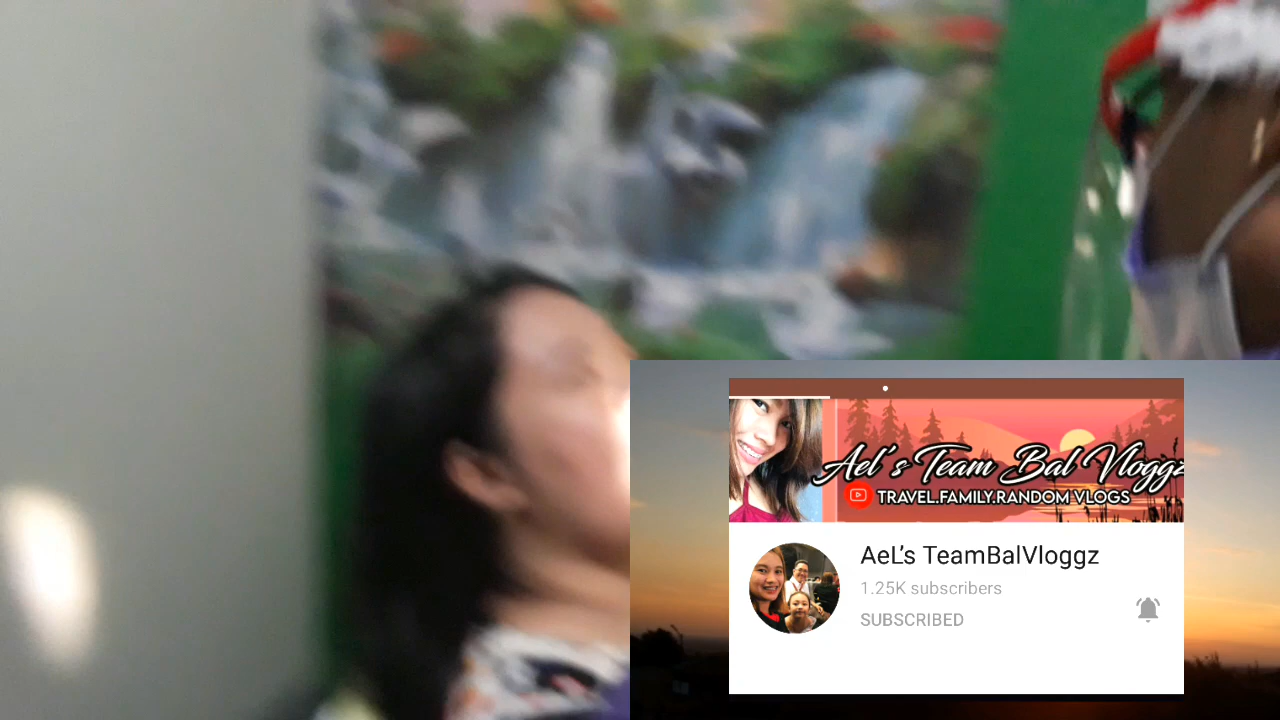 Ael's Team Bal Vloggz
TRAVEL.FAMILY.RANDOM VLOGS
AeL's TeamBalVloggz
1.25K subscribers
SUBSCRIBED